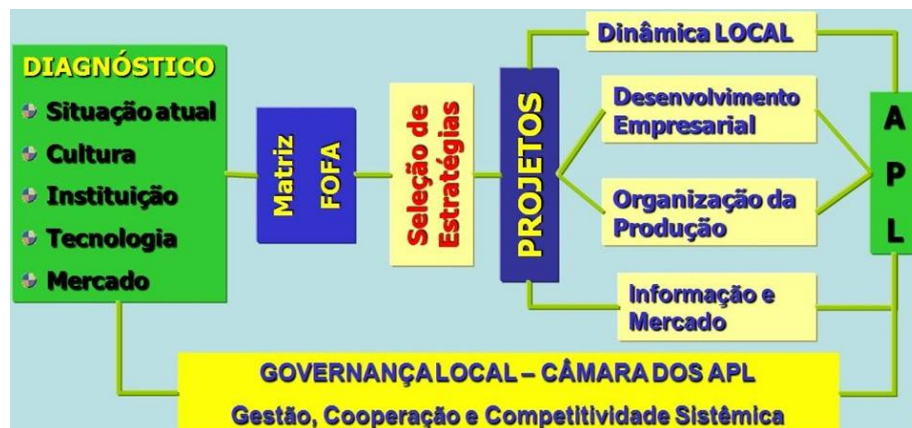 DIAGNÓSTICO
Situação atual
Cultura
Instituição
Tecnologia
Mercado
Matriz
FOFA
Seleção de
Estratégias
PROJETOS
Dinâmica LOCAL
Desenvolvimento
Empresarial
Organização da
Produção
Informação e
Mercado
A
P
L
GOVERNANÇA LOCAL – CÂMARA DOS APL
Gestão, Cooperação e Competitividade Sistêmica